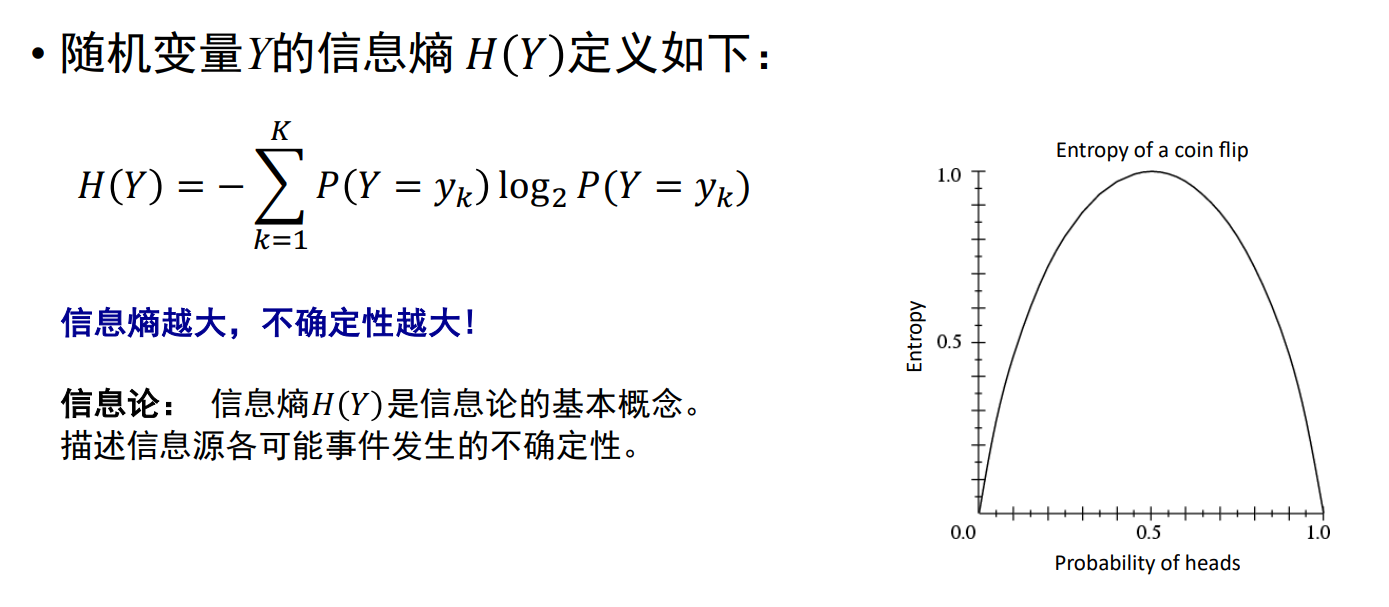 • 随机变量Y的信息熵 H(Y)定义如下：
H(Y) = − ∑_{k=1}^{K} P(Y = y_k) log₂ P(Y = y_k)
信息熵越大，不确定性越大！
信息论： 信息熵H(Y)是信息论的基本概念。
描述信息源各可能事件发生的不确定性。
Entropy of a coin flip
1.0
Entropy
0.5
0.0 0.5 1.0
Probability of heads